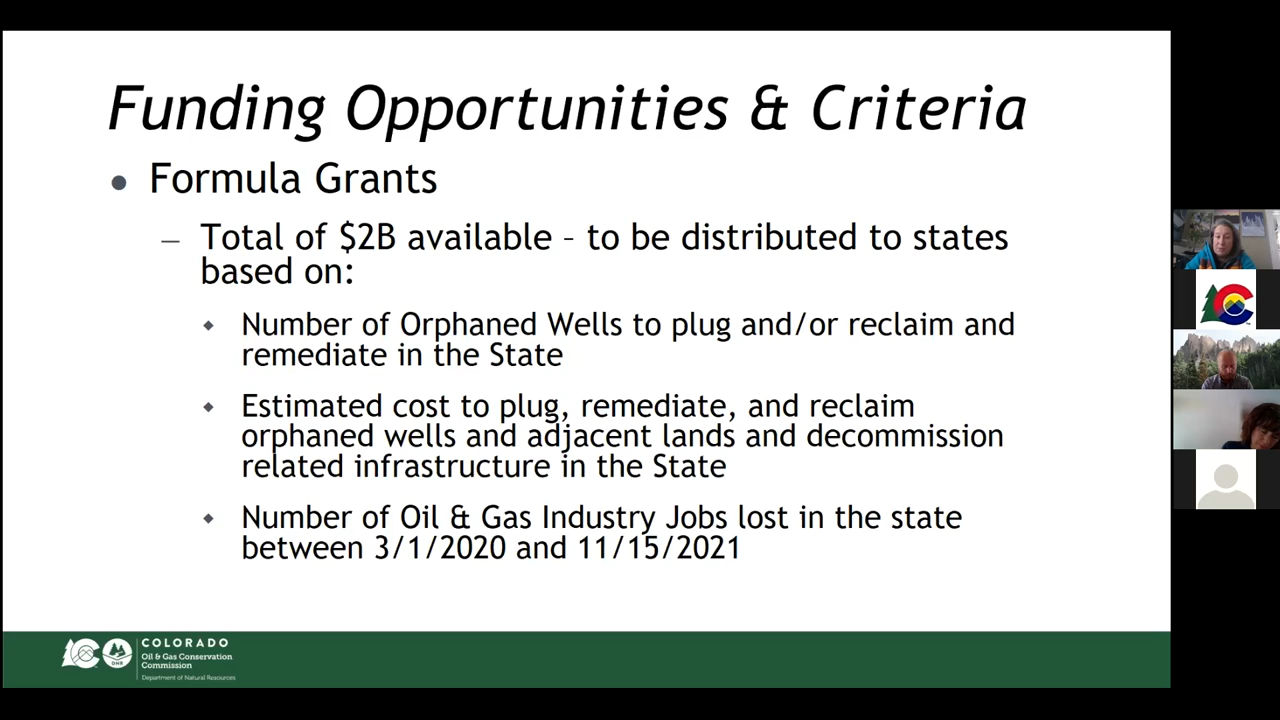 Funding Opportunities & Criteria
● Formula Grants
– Total of $2B available – to be distributed to states
based on:
◆ Number of Orphaned Wells to plug and/or reclaim and
remediate in the State
◆ Estimated cost to plug, remediate, and reclaim
orphaned wells and adjacent lands and decommission
related infrastructure in the State
◆ Number of Oil & Gas Industry Jobs lost in the state
between 3/1/2020 and 11/15/2021
COLORADO
Oil & Gas Conservation
Commission
Department of Natural Resources
DNR